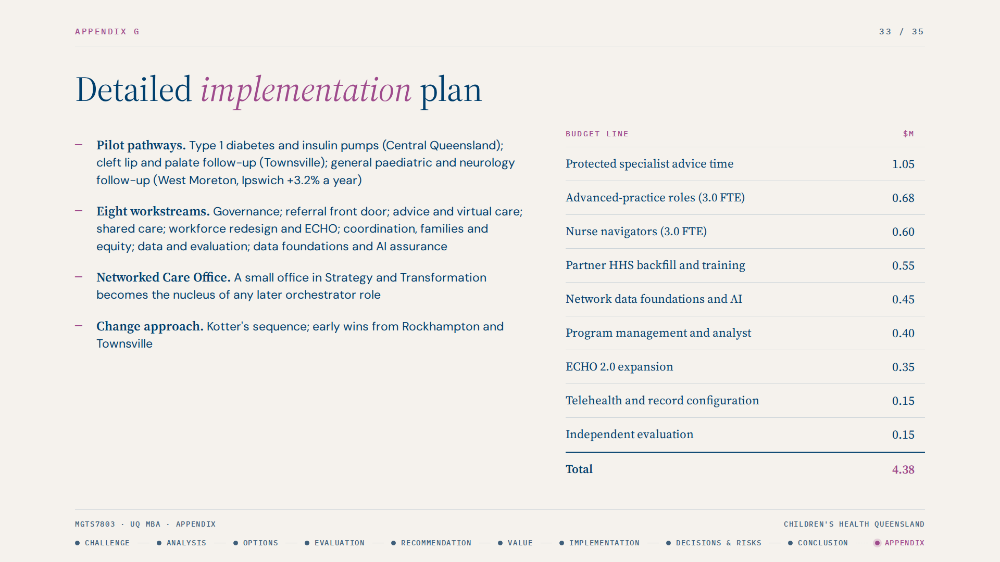 APPENDIX G
33 / 35
Detailed implementation plan
– Pilot pathways. Type 1 diabetes and insulin pumps (Central Queensland);
cleft lip and palate follow-up (Townsville); general paediatric and neurology
follow-up (West Moreton, Ipswich +3.2% a year)
– Eight workstreams. Governance; referral front door; advice and virtual care;
shared care; workforce redesign and ECHO; coordination, families and
equity; data and evaluation; data foundations and AI assurance
– Networked Care Office. A small office in Strategy and Transformation
becomes the nucleus of any later orchestrator role
– Change approach. Kotter's sequence; early wins from Rockhampton and
Townsville
BUDGET LINE $M
Protected specialist advice time 1.05
Advanced-practice roles (3.0 FTE) 0.68
Nurse navigators (3.0 FTE) 0.60
Partner HHS backfill and training 0.55
Network data foundations and AI 0.45
Program management and analyst 0.40
ECHO 2.0 expansion 0.35
Telehealth and record configuration 0.15
Independent evaluation 0.15
Total 4.38
MGTS7803 · UQ MBA · APPENDIX
CHILDREN'S HEALTH QUEENSLAND
CHALLENGE ANALYSIS OPTIONS EVALUATION RECOMMENDATION VALUE IMPLEMENTATION DECISIONS & RISKS CONCLUSION APPENDIX